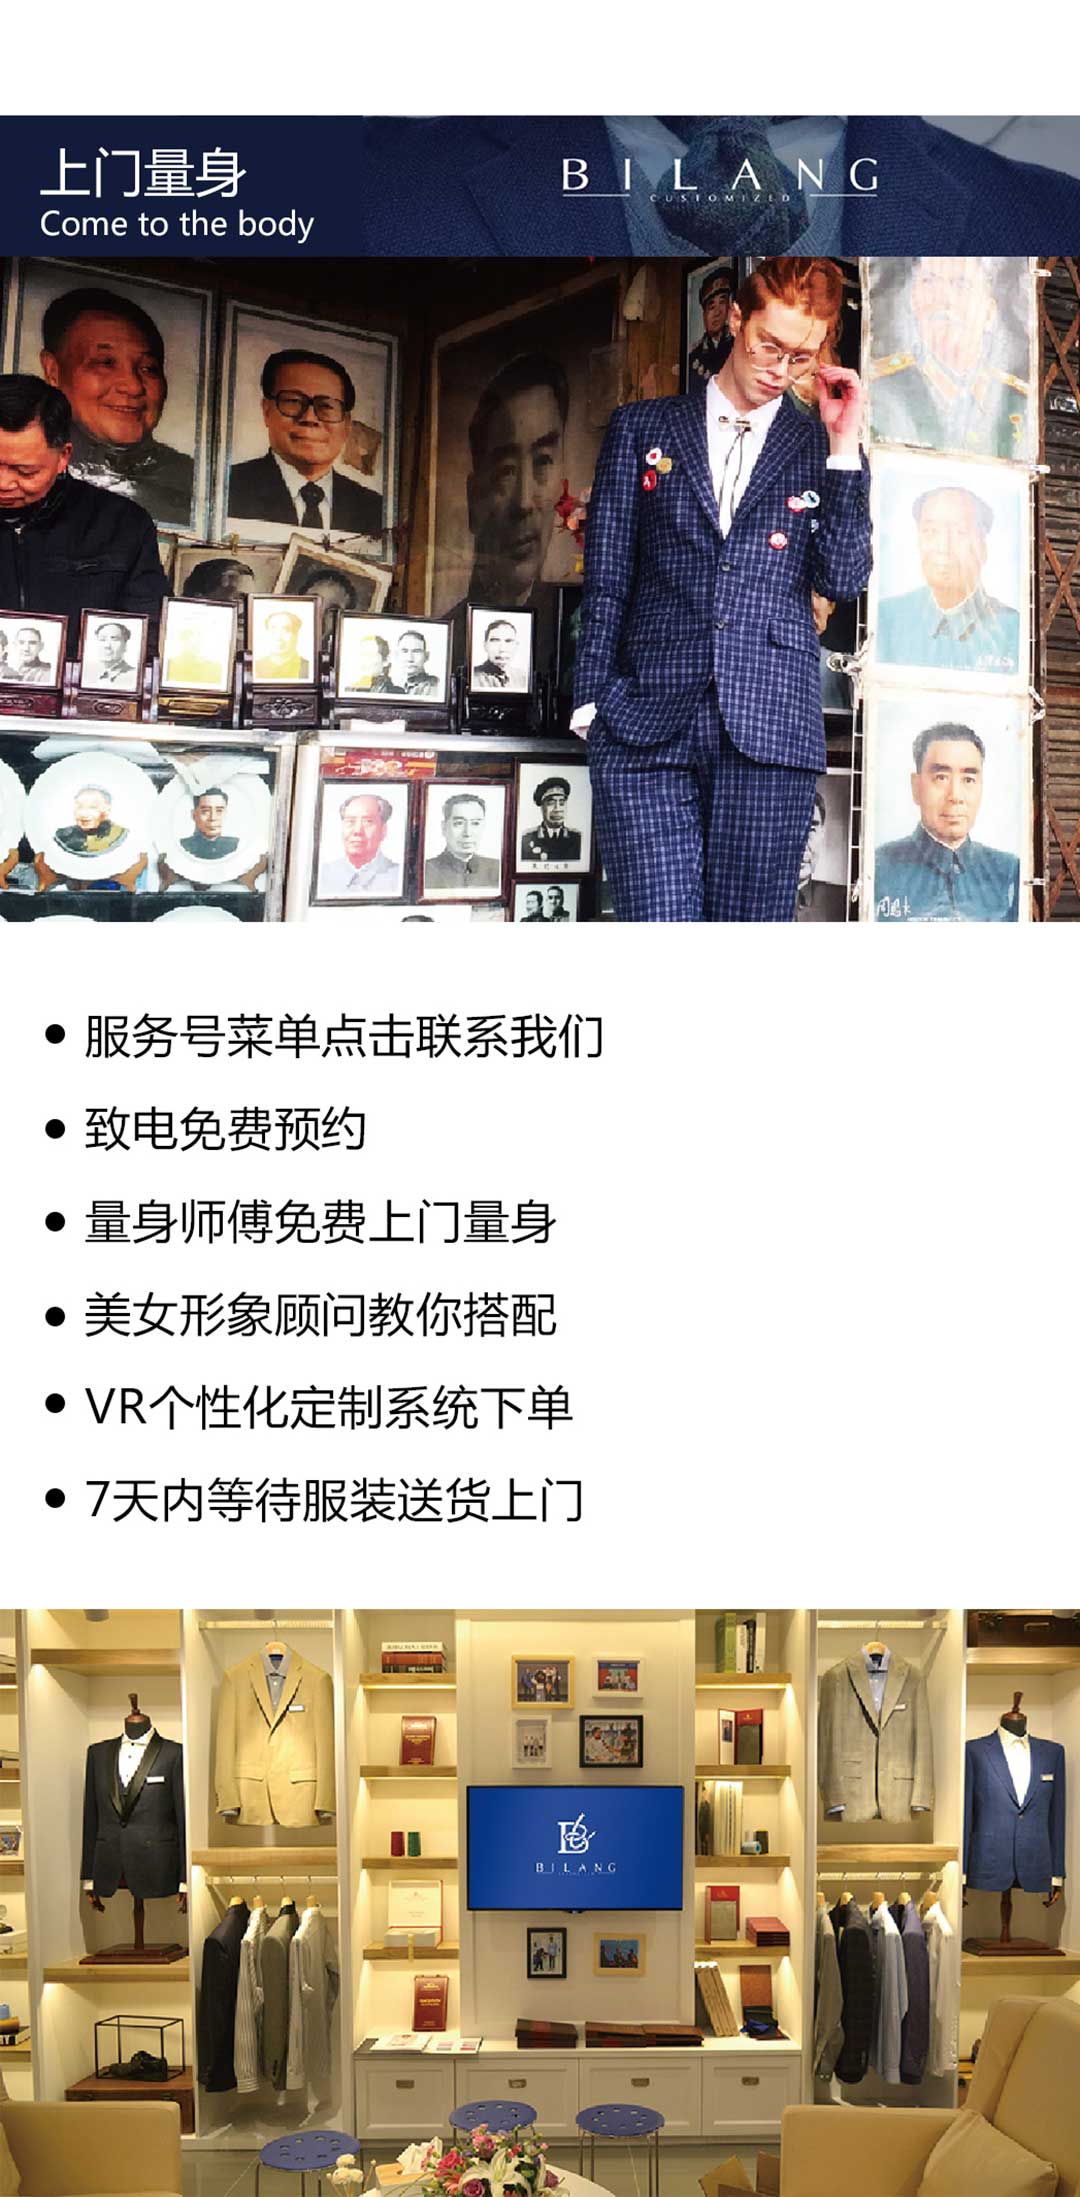 上门量身
Come to the body
BILANG
CUSTOMIZED
服务号菜单点击联系我们
致电免费预约
量身师傅免费上门量身
美女形象顾问教你搭配
VR个性化定制系统下单
7天内等待服装送货上门
BILANG